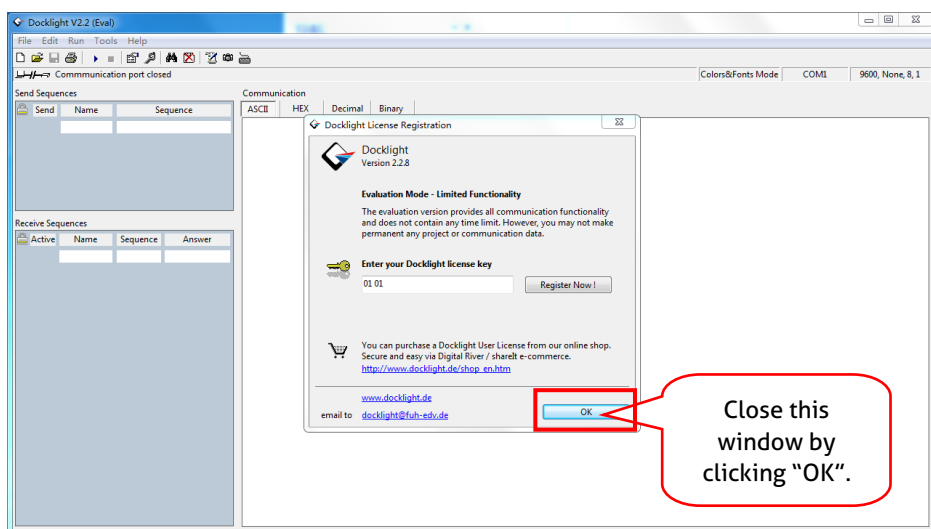 Docklight V2.2 (Eval)
File Edit Run Tools Help
Commmunication port closed
Colors&Fonts Mode COM1 9600, None, 8, 1
Send Sequences
Send Name Sequence
Receive Sequences
Active Name Sequence Answer
Communication
ASCII HEX Decimal Binary
Docklight License Registration
Docklight
Version 2.2.8
Evaluation Mode - Limited Functionality
The evaluation version provides all communication functionality
and does not contain any time limit. However, you may not make
permanent any project or communication data.
Enter your Docklight license key
01 01
Register Now !
You can purchase a Docklight User License from our online shop.
Secure and easy via Digital River / shareIt e-commerce.
http://www.docklight.de/shop_en.htm
www.docklight.de
email to docklight@fuh-edv.de
OK
Close this
window by
clicking “OK”.